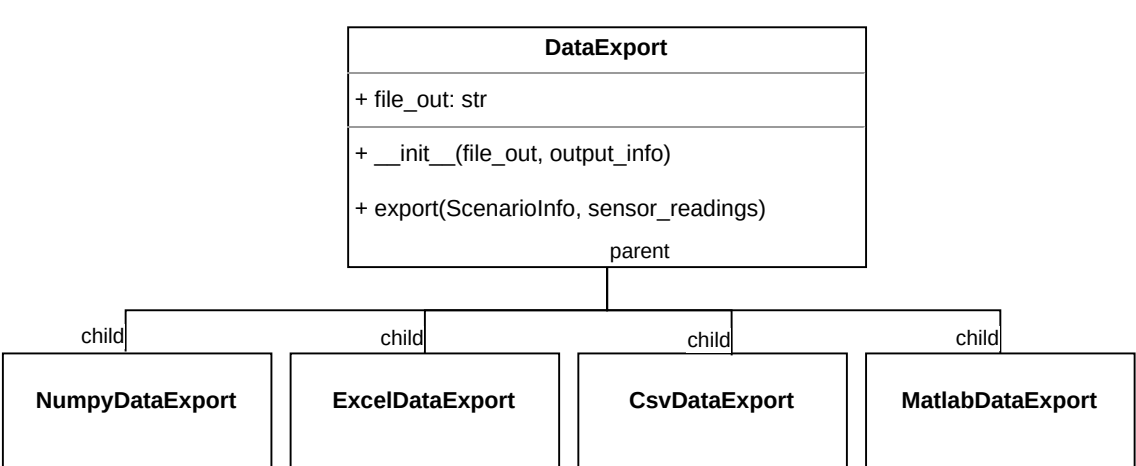 DataExport
+ file_out: str
+ __init__(file_out, output_info)
+ export(ScenarioInfo, sensor_readings)
parent
child
child
child
child
NumpyDataExport
ExcelDataExport
CsvDataExport
MatlabDataExport